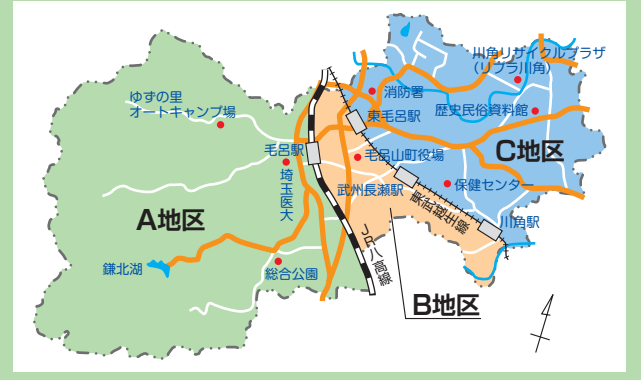 川角リサイクルプラザ
（リブラ川角）
消防署
ゆずの里
オートキャンプ場
東毛呂駅
歴史民俗資料館
毛呂駅
毛呂山町役場
C地区
埼玉医大
武州長瀬駅
保健センター
東武越生線
A地区
川角駅
JR八高線
鎌北湖
総合公園
B地区